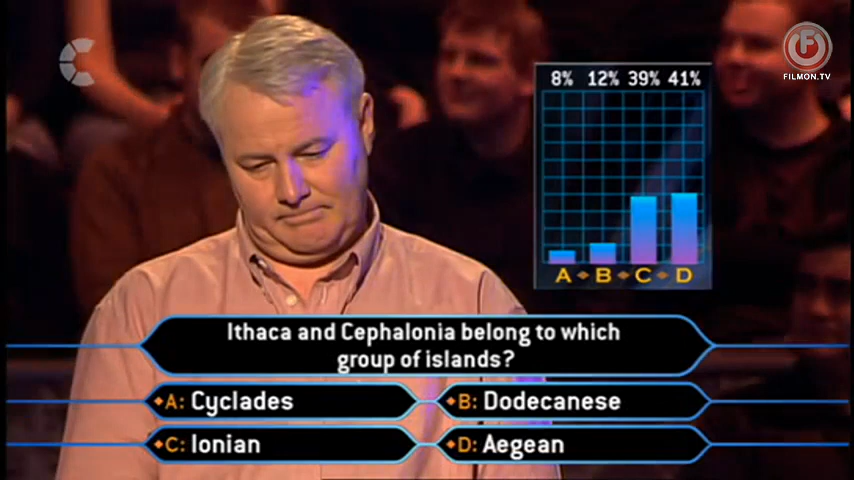 8% 12% 39% 41%
FILMON.TV
A B C D
Ithaca and Cephalonia belong to which
group of islands?
A: Cyclades
B: Dodecanese
C: Ionian
D: Aegean